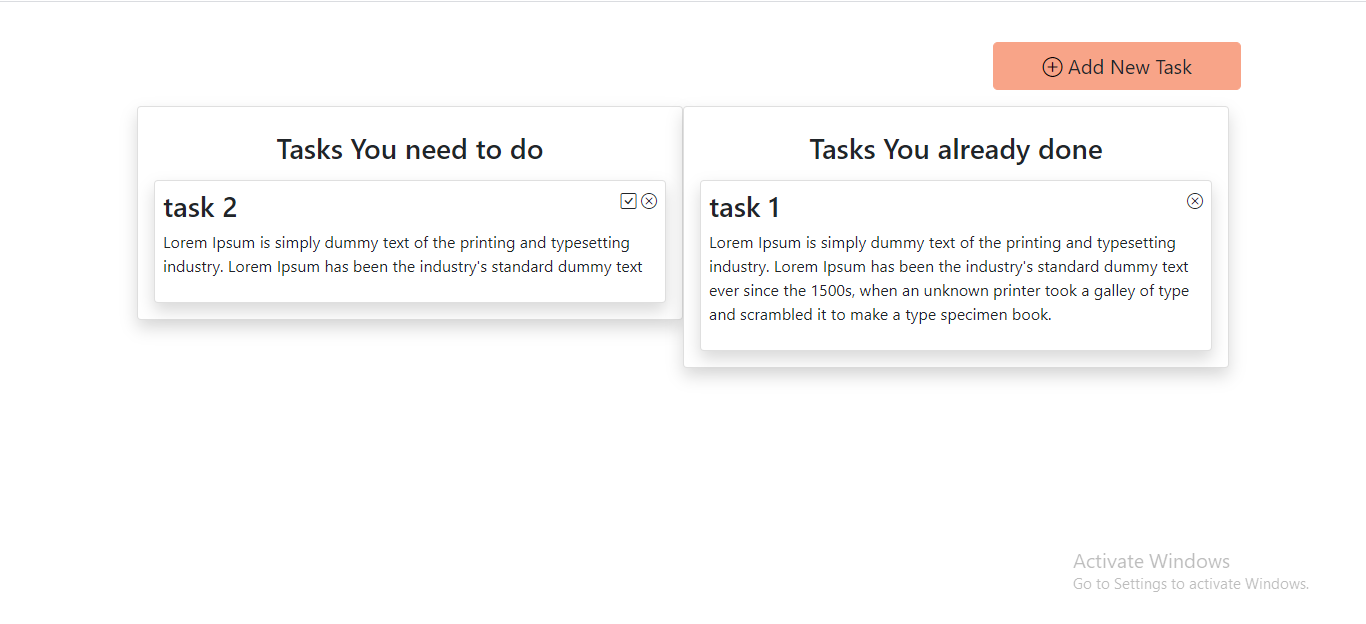 Add New Task
Tasks You need to do
task 2
Lorem Ipsum is simply dummy text of the printing and typesetting
industry. Lorem Ipsum has been the industry's standard dummy text
Tasks You already done
task 1
Lorem Ipsum is simply dummy text of the printing and typesetting
industry. Lorem Ipsum has been the industry's standard dummy text
ever since the 1500s, when an unknown printer took a galley of type
and scrambled it to make a type specimen book.
Activate Windows
Go to Settings to activate Windows.